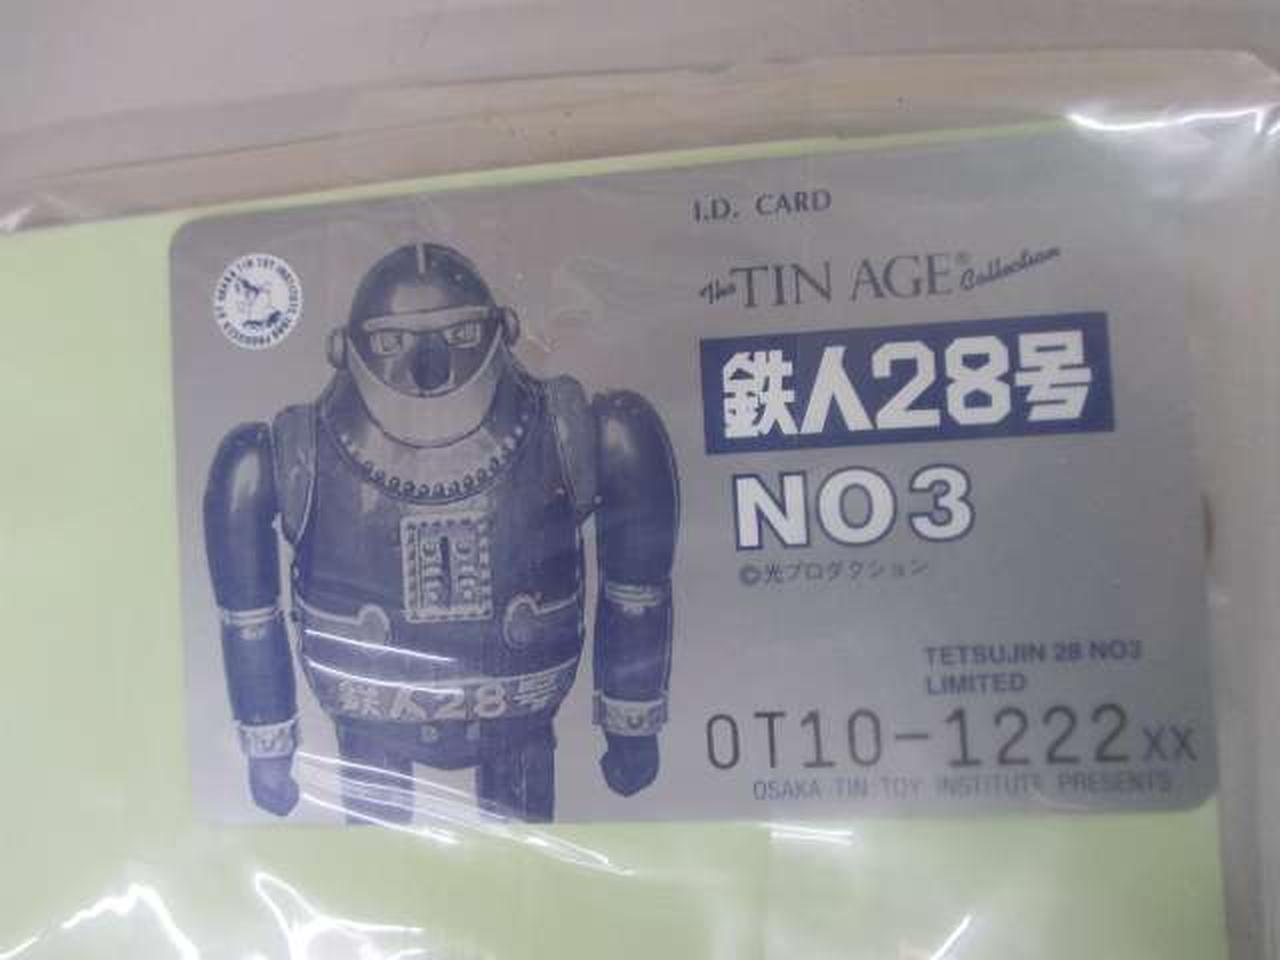 I.D. CARD
The TIN AGE® Collection
鉄人28号
NO3
©光プロダクション
TETSUJIN 28 NO3
LIMITED
OT10-1222XX
OSAKA TIN TOY INSTITUTE PRESENTS
鉄人28号